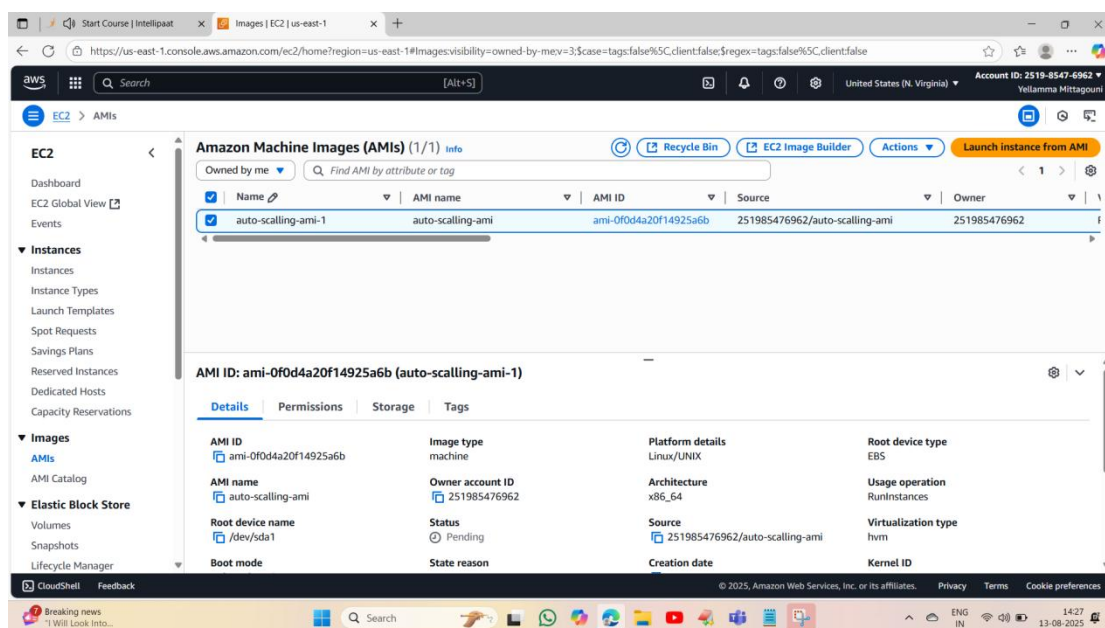 Start Course | Intellipaat
Images | EC2 | us-east-1
https://us-east-1.console.aws.amazon.com/ec2/home?region=us-east-1#Images:visibility=owned-by-me;v=3;$case=tags:false%5C,client:false;$regex=tags:false%5C,client:false
aws
Search
[Alt+S]
United States (N. Virginia) ▼
Account ID: 2519-8547-6962 ▼
Yellamma Mittagouni
EC2 > AMIs
EC2
Dashboard
EC2 Global View
Events
▼ Instances
Instances
Instance Types
Launch Templates
Spot Requests
Savings Plans
Reserved Instances
Dedicated Hosts
Capacity Reservations
▼ Images
AMIs
AMI Catalog
▼ Elastic Block Store
Volumes
Snapshots
Lifecycle Manager
Amazon Machine Images (AMIs) (1/1) Info
Recycle Bin
EC2 Image Builder
Actions ▼
Launch instance from AMI
Owned by me ▼
Find AMI by attribute or tag
1
Name AMI name AMI ID Source Owner
auto-scalling-ami-1 auto-scalling-ami ami-0f0d4a20f14925a6b 251985476962/auto-scalling-ami 251985476962
AMI ID: ami-0f0d4a20f14925a6b (auto-scalling-ami-1)
Details Permissions Storage Tags
AMI ID Image type Platform details Root device type
ami-0f0d4a20f14925a6b machine Linux/UNIX EBS
AMI name Owner account ID Architecture Usage operation
auto-scalling-ami 251985476962 x86_64 RunInstances
Root device name Status Source Virtualization type
/dev/sda1 Pending 251985476962/auto-scalling-ami hvm
Boot mode State reason Creation date Kernel ID
CloudShell Feedback
© 2025, Amazon Web Services, Inc. or its affiliates. Privacy Terms Cookie preferences
7
Breaking news
"I Will Look Into...
Search
ENG
IN
14:27
13-08-2025